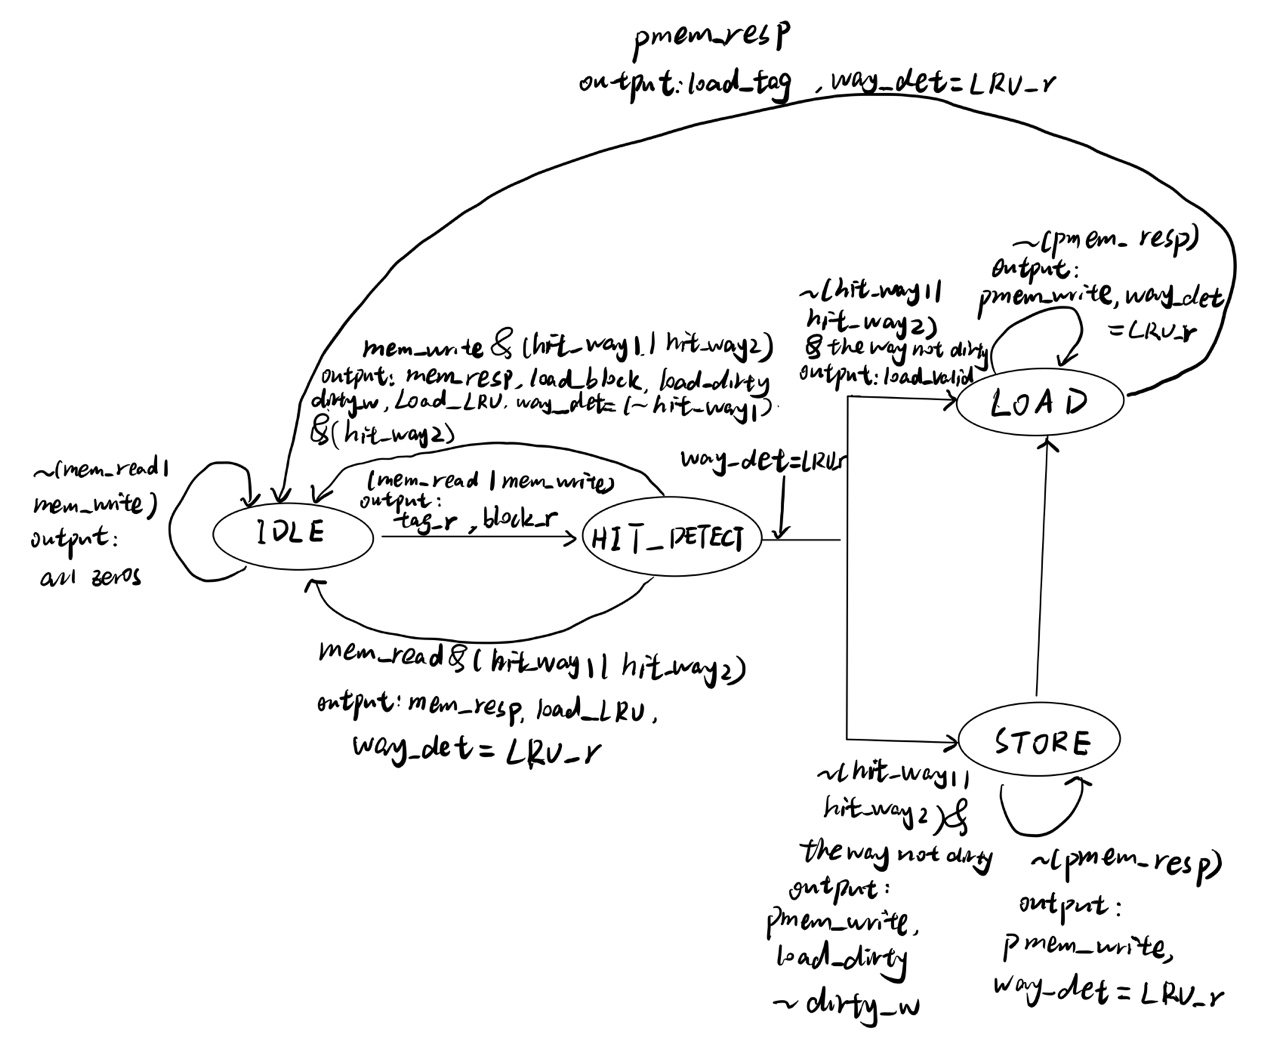 pmem_resp
output: load_tag , way_det = LRU_r
~(pmem_resp)
output:
pmem_write, way_det
= LRU_r
~(hit_way1|
hit_way2)
& the way not dirty
output: load_valid
LOAD
mem_write & (hit_way1 | hit_way2)
output: mem_resp, load_block, load_dirty
dirty_w, Load_LRU, way_det = (~hit_way1)
&(hit_way2)
way_det = LRU_r
~(mem_read|
mem_write)
output:
all zeros
IDLE
(mem_read | mem_write)
output:
tag_r , block_r
HIT_DETECT
mem_read & (hit_way1 | hit_way2)
output: mem_resp, load_LRU,
way_det = LRU_r
STORE
~(hit_way1|
hit_way2)&
the way not dirty
output:
pmem_write,
load_dirty
~ dirty_w
~(pmem_resp)
output:
pmem_write,
way_det = LRU_r